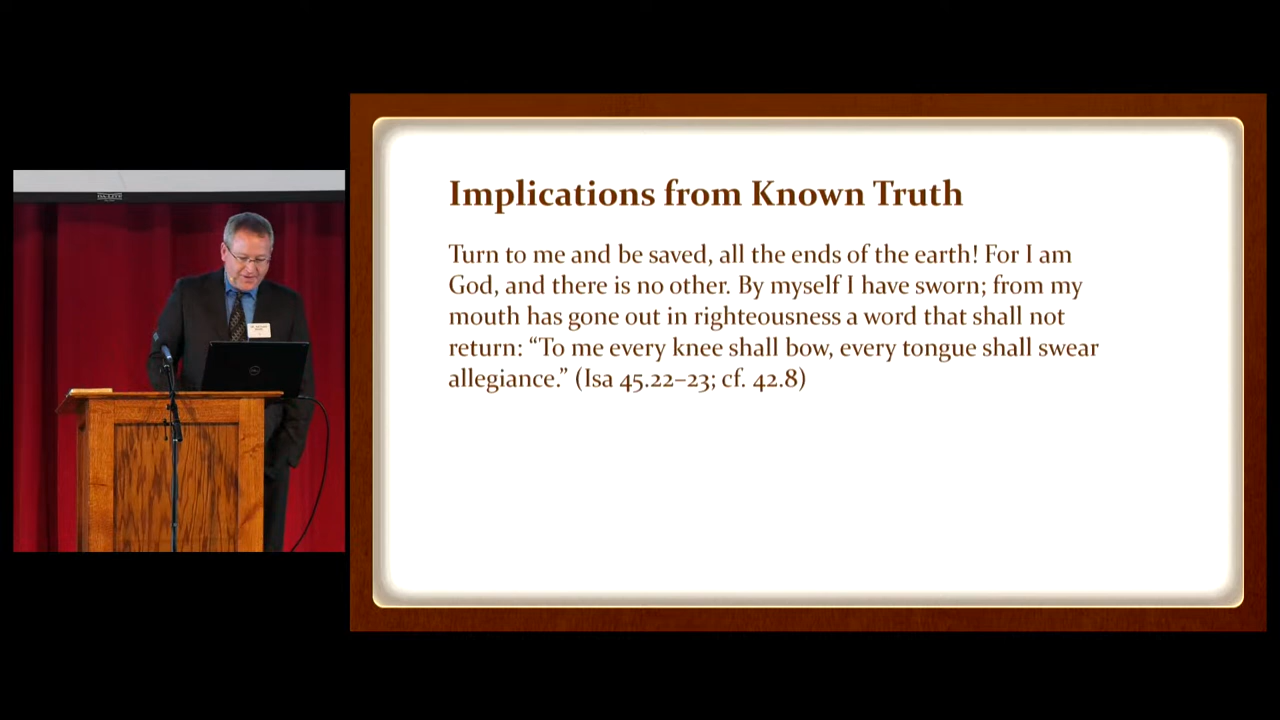 Implications from Known Truth
Turn to me and be saved, all the ends of the earth! For I am
God, and there is no other. By myself I have sworn; from my
mouth has gone out in righteousness a word that shall not
return: “To me every knee shall bow, every tongue shall swear
allegiance.” (Isa 45.22–23; cf. 42.8)
DELL